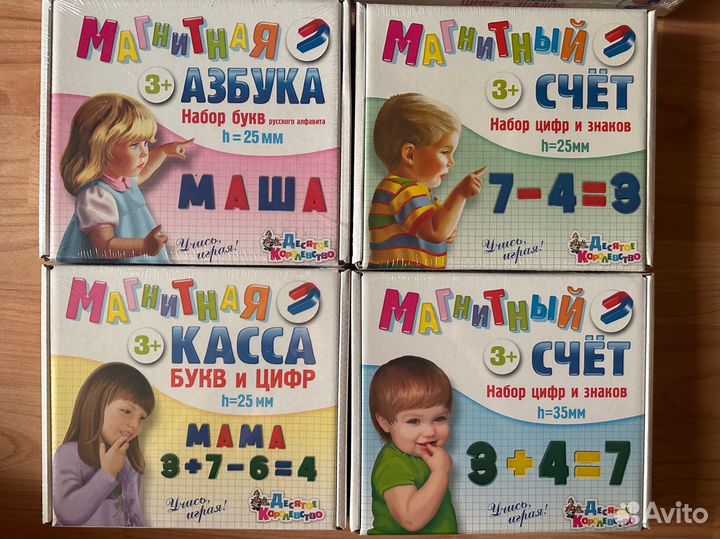 МАГНИТНАЯ
3+
АЗБУКА
Набор букв русского алфавита
h=25мм
МАША
Учись, играя!
ДЕСЯТОЕ
КОРОЛЕВСТВО
МАГНИТНЫЙ
3+
СЧЁТ
Набор цифр и знаков
h=25мм
7-4=3
Учись, играя!
ДЕСЯТОЕ
КОРОЛЕВСТВО
МАГНИТНАЯ
3+
КАССА
БУКВ и ЦИФР
h=25мм
МАМА
3+7-6=4
Учись, играя!
ДЕСЯТОЕ
КОРОЛЕВСТВО
МАГНИТНЫЙ
3+
СЧЁТ
Набор цифр и знаков
h=35мм
3+4=7
Учись, играя!
ДЕСЯТОЕ
КОРОЛЕВСТВО
Avito